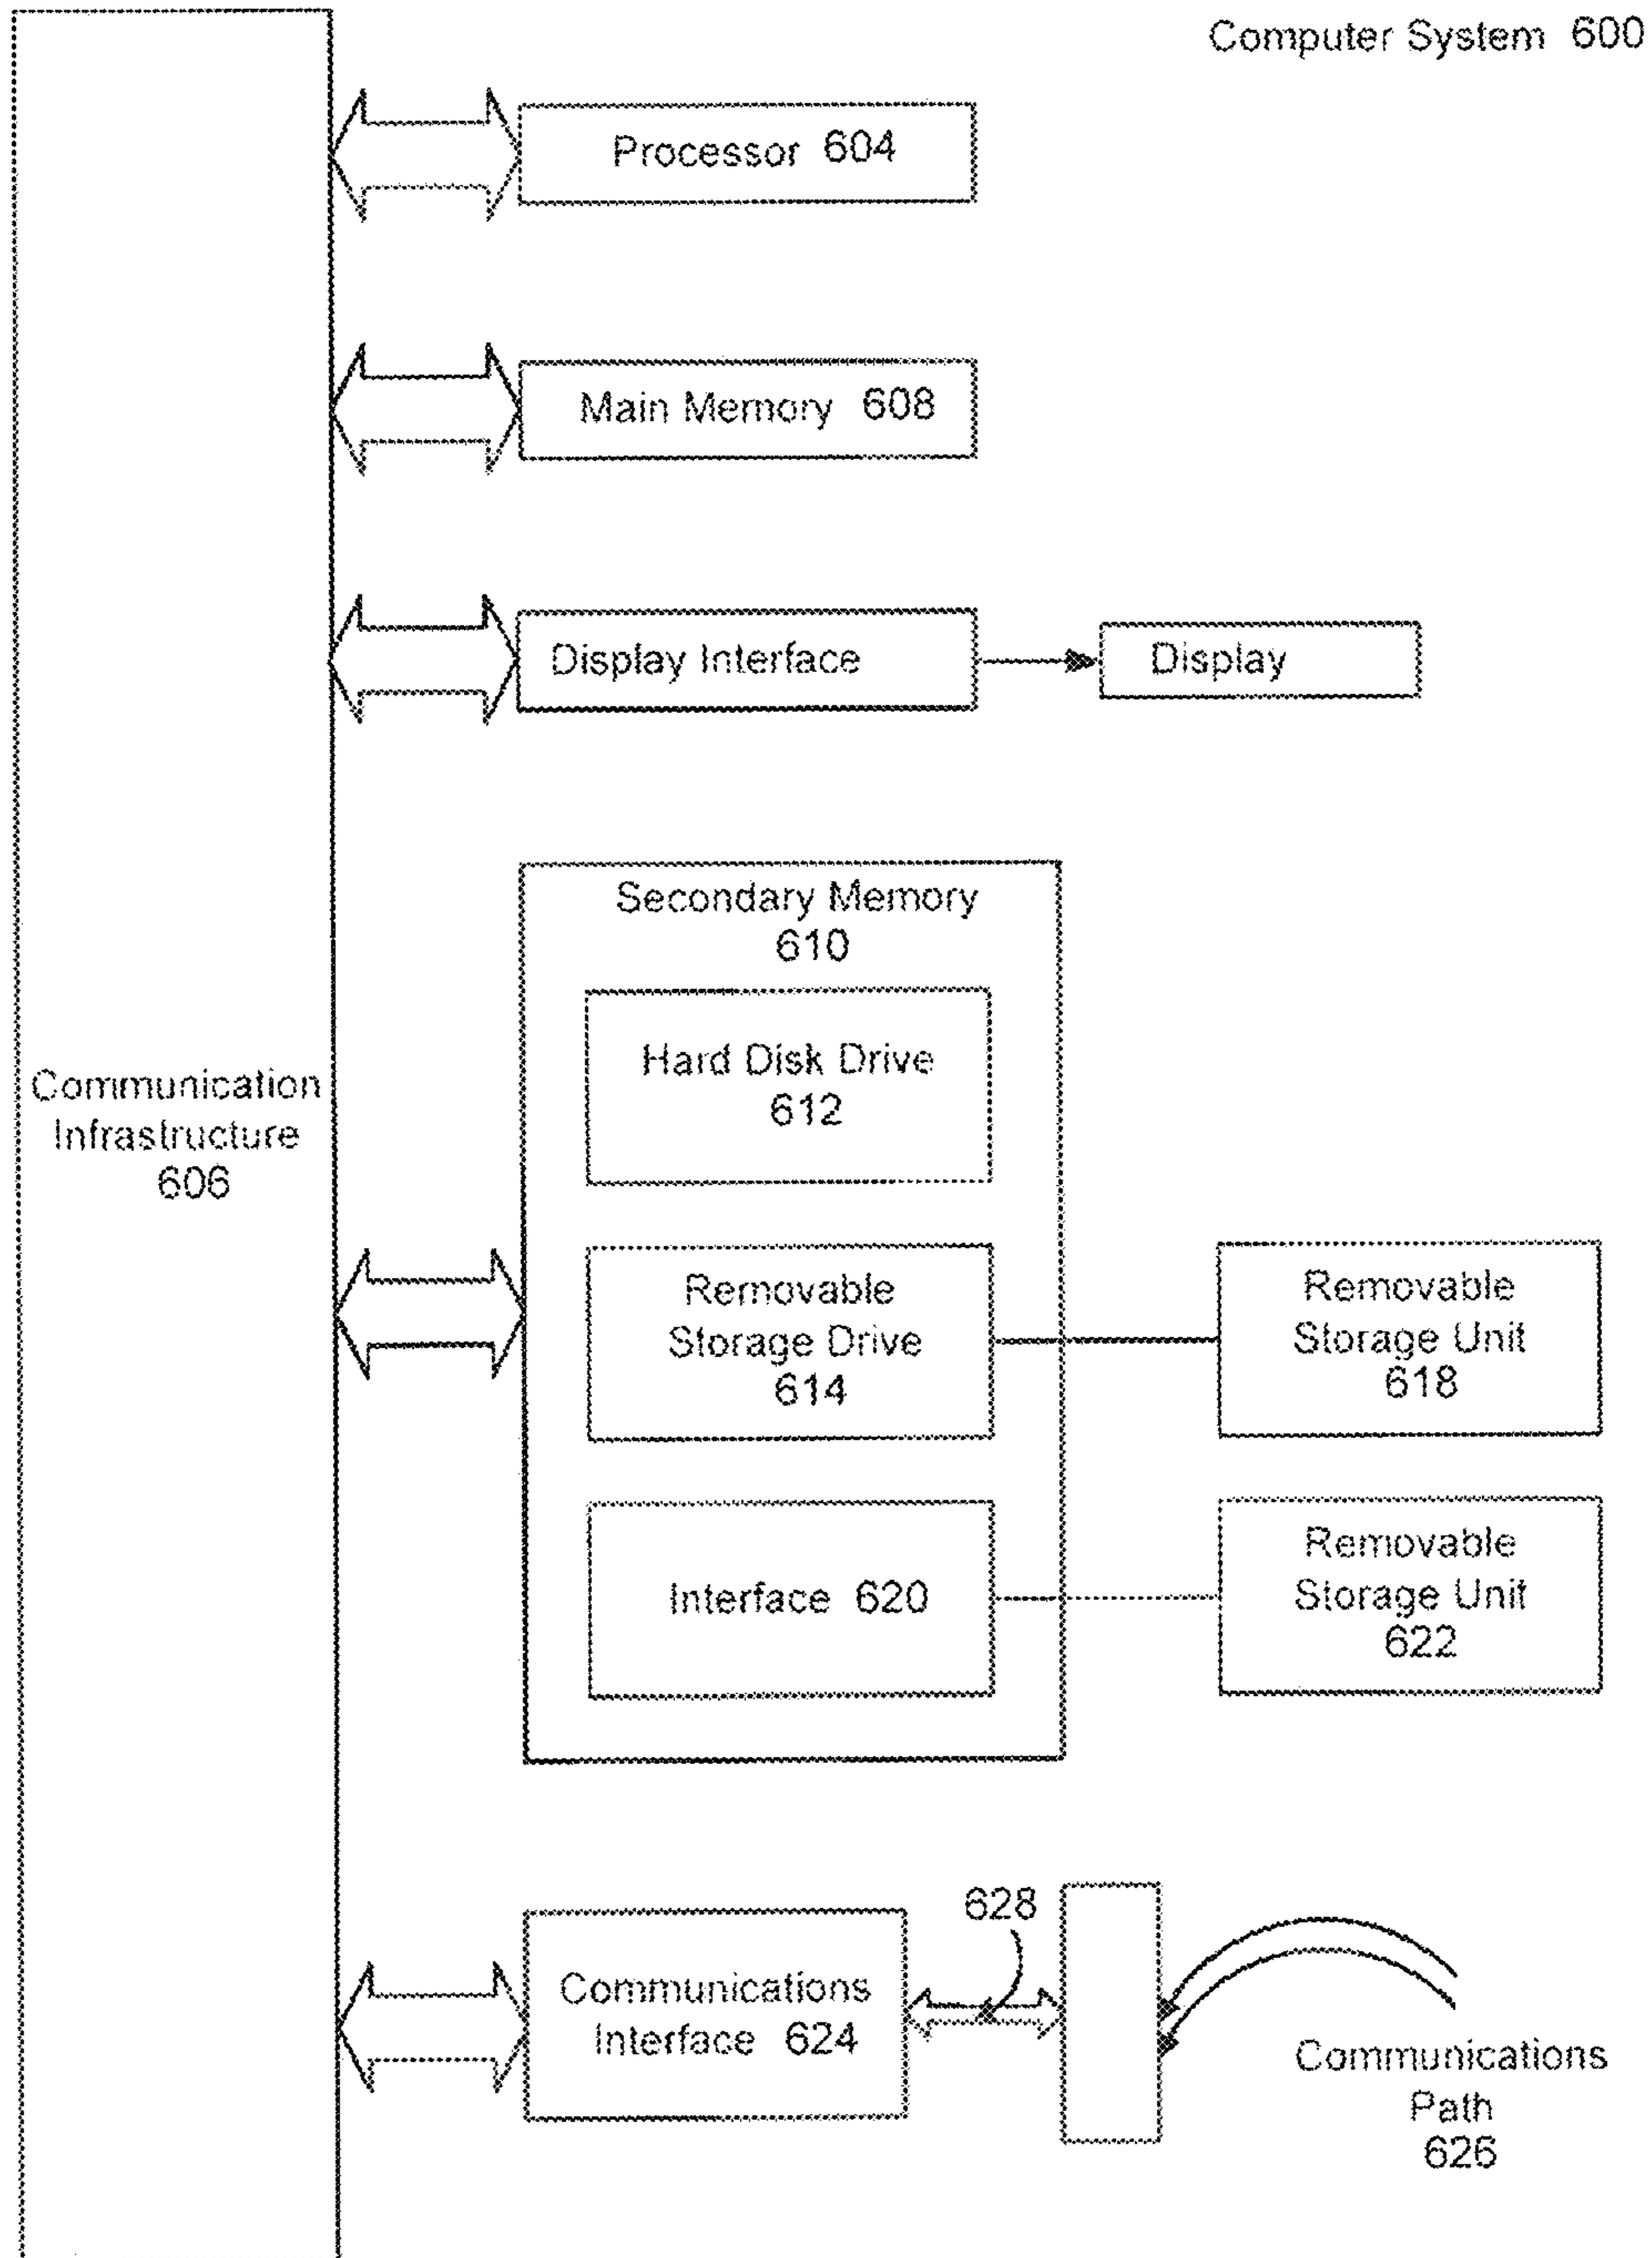 Computer System 600
Processor 604
Main Memory 608
Display Interface
Display
Secondary Memory
610
Hard Disk Drive
612
Communication
Infrastructure
606
Removable
Storage Drive
614
Removable
Storage Unit
618
Interface 620
Removable
Storage Unit
622
628
Communications
Interface 624
Communications
Path
626